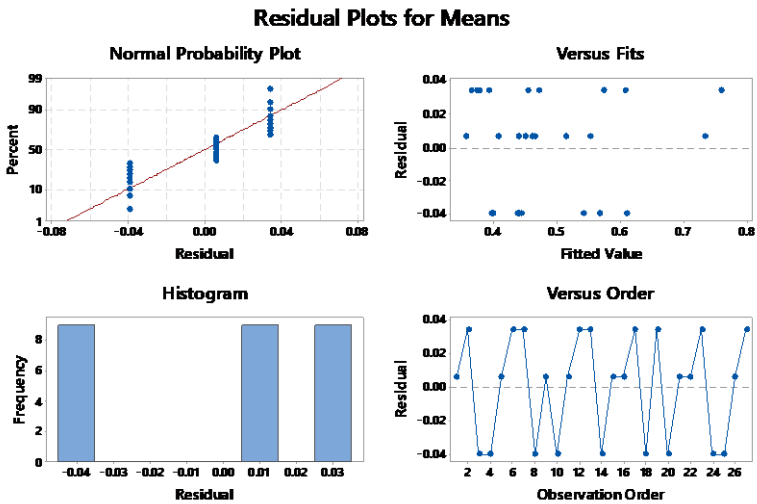 Residual Plots for Means
Normal Probability Plot
99
90
50
10
1
Percent
-0.08 -0.04 0.00 0.04 0.08
Residual
Versus Fits
0.04
0.02
0.00
-0.02
-0.04
Residual
0.4 0.5 0.6 0.7 0.8
Fitted Value
Histogram
8
6
4
2
0
Frequency
-0.04 -0.03 -0.02 -0.01 0.00 0.01 0.02 0.03
Residual
Versus Order
0.04
0.02
0.00
-0.02
-0.04
Residual
2 4 6 8 10 12 14 16 18 20 22 24 26
Observation Order